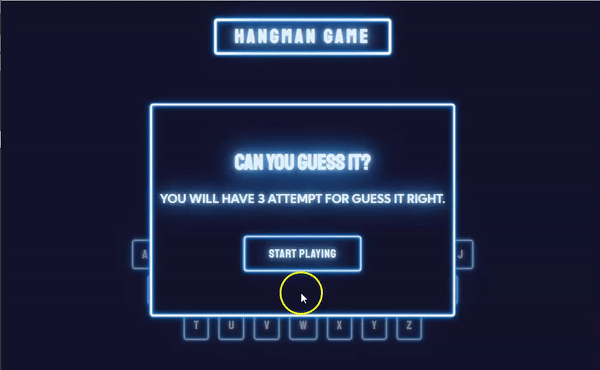 HANGMAN GAME
CAN YOU GUESS IT?
YOU WILL HAVE 3 ATTEMPT FOR GUESS IT RIGHT.
START PLAYING
A J
T U V W X Y Z